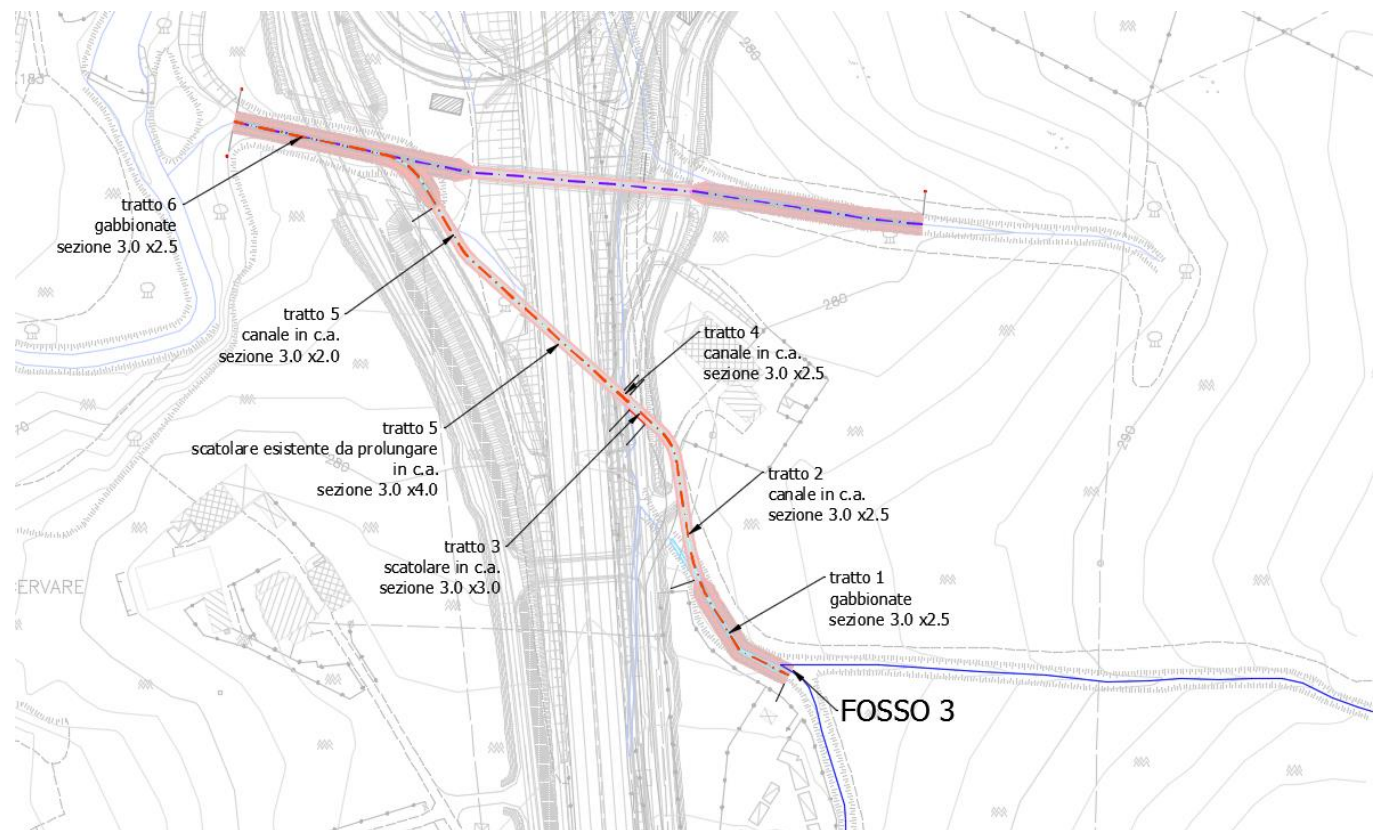 183
280
tratto 6
gabbionate
sezione 3.0 x2.5
tratto 5
canale in c.a.
sezione 3.0 x2.0
280
tratto 4
canale in c.a.
sezione 3.0 x2.5
tratto 5
scatolare esistente da prolungare
in c.a.
sezione 3.0 x4.0
280
290
tratto 2
canale in c.a.
sezione 3.0 x2.5
tratto 3
scatolare in c.a.
sezione 3.0 x3.0
ERVARE
tratto 1
gabbionate
sezione 3.0 x2.5
FOSSO 3